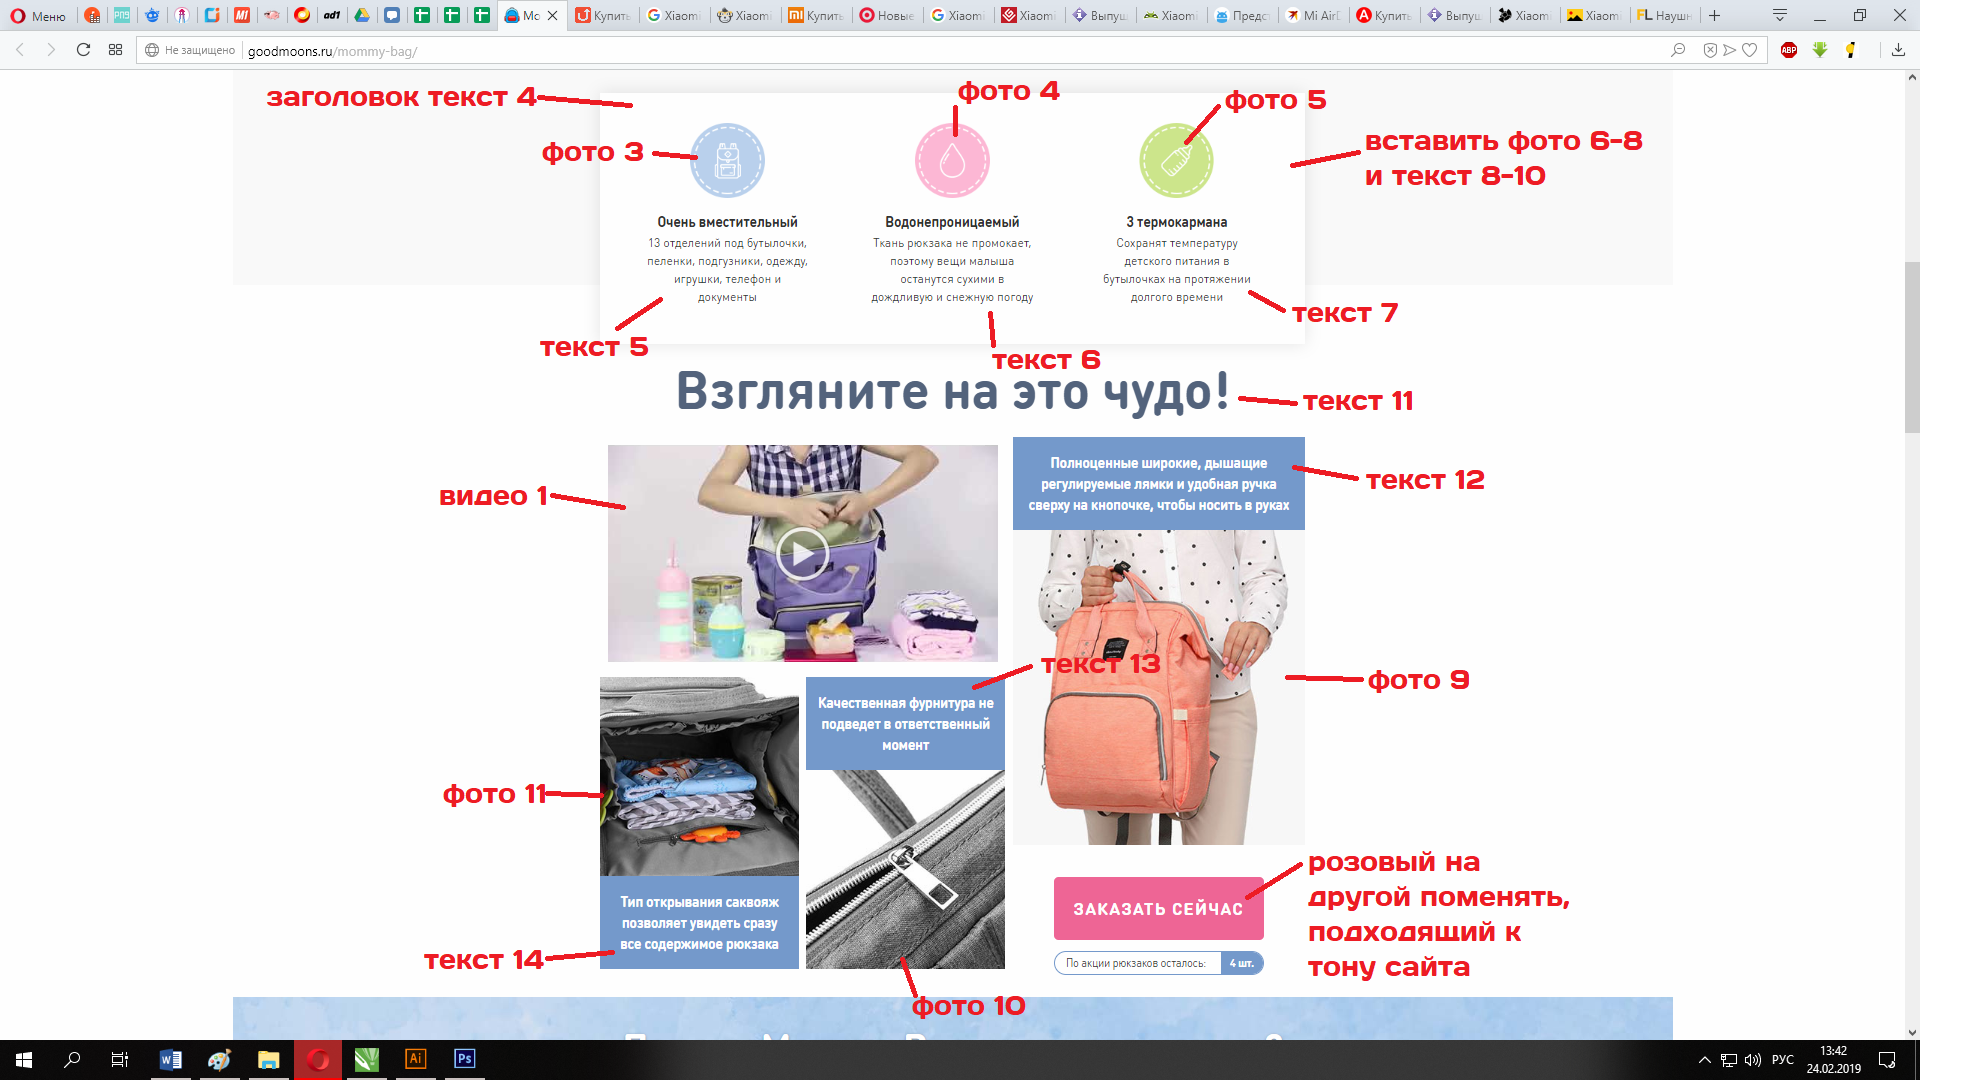 Меню
ad1
Мо
Купить
Xiaomi
Xiaomi
Купить
Новые
Xiaomi
Xiaomi
Выпущ
Xiaomi
Предс
Mi AirD
Купить
Выпущ
Xiaomi
Xiaomi
FL Наушн
Не защищено goodmoons.ru/mommy-bag/
ABP
заголовок текст 4
фото 4
фото 5
фото 3
вставить фото 6-8
и текст 8-10
Очень вместительный
13 отделений под бутылочки,
пеленки, подгузники, одежду,
игрушки, телефон и
документы
Водонепроницаемый
Ткань рюкзака не промокает,
поэтому вещи малыша
останутся сухими в
дождливую и снежную погоду
3 термокармана
Сохранят температуру
детского питания в
бутылочках на протяжении
долгого времени
текст 7
текст 5
текст 6
Взгляните на это чудо!
текст 11
Полноценные широкие, дышащие
регулируемые лямки и удобная ручка
сверху на кнопочке, чтобы носить в руках
текст 12
видео 1
текст 13
фото 9
Качественная фурнитура не
подведет в ответственный
момент
фото 11
Тип открывания саквояж
позволяет увидеть сразу
все содержимое рюкзака
текст 14
фото 10
ЗАКАЗАТЬ СЕЙЧАС
розовый на
другой поменять,
подходящий к
тону сайта
По акции рюкзаков осталось: 4 шт.
Ai
Ps
РУС
13:42
24.02.2019